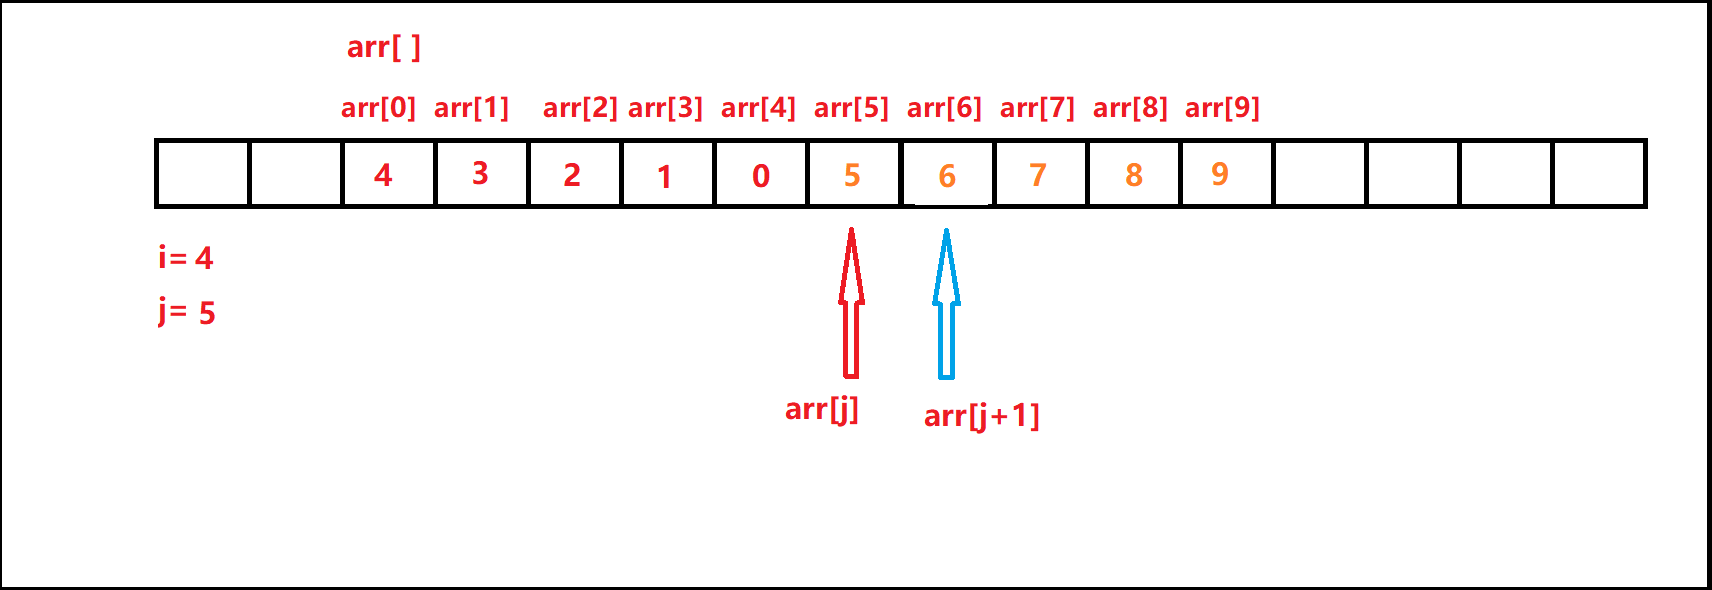 arr[ ]
arr[0] arr[1] arr[2] arr[3] arr[4] arr[5] arr[6] arr[7] arr[8] arr[9]
4 3 2 1 0 5 6 7 8 9
i= 4
j= 5
arr[j] arr[j+1]